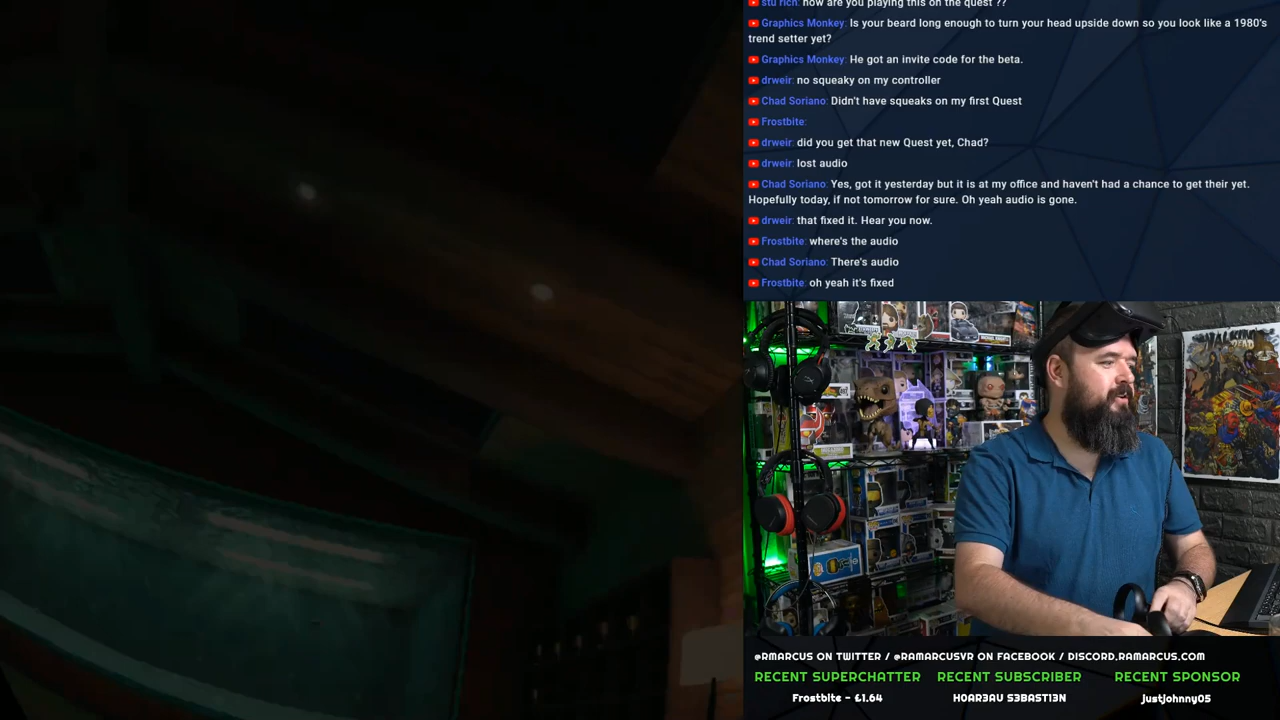 stu rich: how are you playing this on the quest ??
Graphics Monkey: Is your beard long enough to turn your head upside down so you look like a 1980's
trend setter yet?
Graphics Monkey: He got an invite code for the beta.
drweir: no squeaky on my controller
Chad Soriano: Didn't have squeaks on my first Quest
Frostbite:
drweir: did you get that new Quest yet, Chad?
drweir: lost audio
Chad Soriano: Yes, got it yesterday but it is at my office and haven't had a chance to get their yet.
Hopefully today, if not tomorrow for sure. Oh yeah audio is gone.
drweir: that fixed it. Hear you now.
Frostbite: where's the audio
Chad Soriano: There's audio
Frostbite: oh yeah it's fixed
@RMARCUS ON TWITTER / @RAMARCUSVR ON FACEBOOK / DISCORD.RAMARCUS.COM
RECENT SUPERCHATTER RECENT SUBSCRIBER RECENT SPONSOR
Frostbite - £1.64 HOAR3AU S3BASTI3N justjohnny05